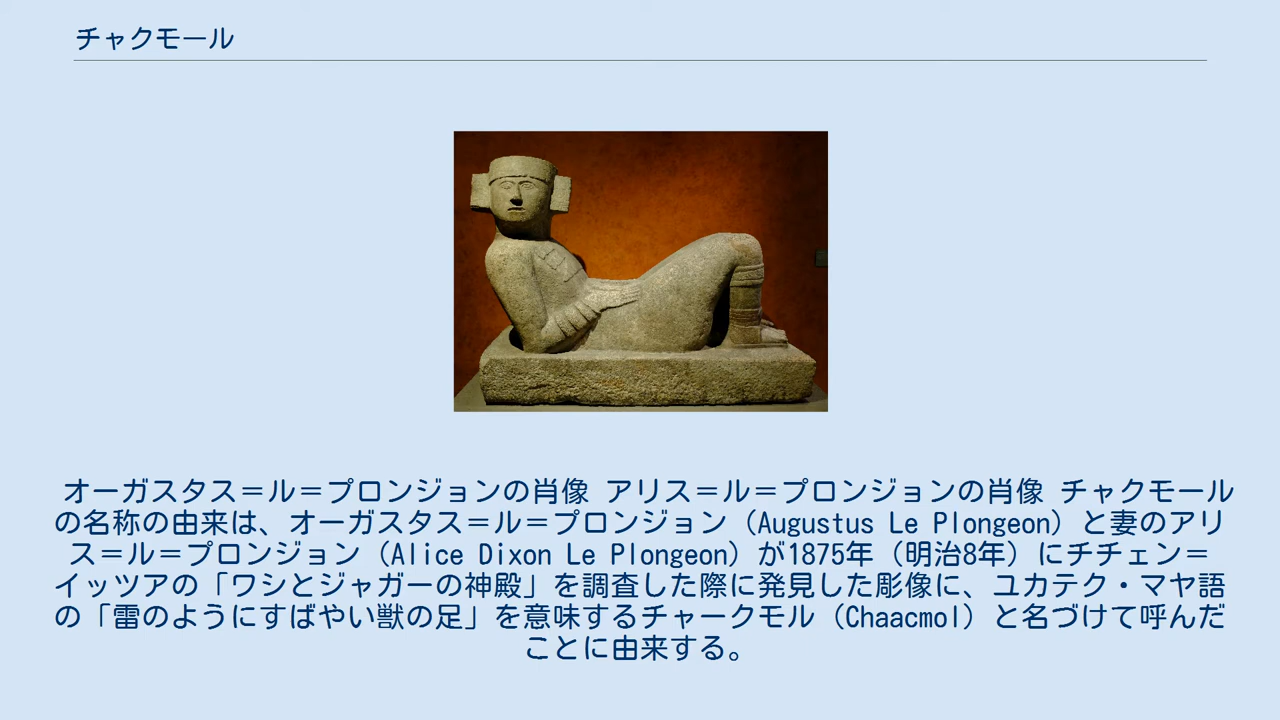 チャクモール
オーガスタス＝ル＝プロンジョンの肖像 アリス＝ル＝プロンジョンの肖像 チャクモール
の名称の由来は、オーガスタス＝ル＝プロンジョン（Augustus Le Plongeon）と妻のアリ
ス＝ル＝プロンジョン（Alice Dixon Le Plongeon）が1875年（明治8年）にチチェン＝
イッツアの「ワシとジャガーの神殿」を調査した際に発見した彫像に、ユカテク・マヤ語
の「雷のようにすばやい獣の足」を意味するチャークモル（Chaacmol）と名づけて呼んだ
ことに由来する。